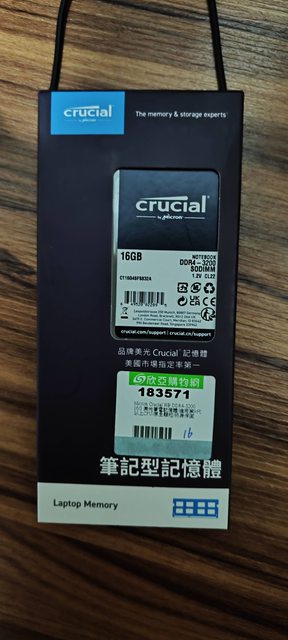 crucial
by Micron
The memory & storage experts
crucial
by Micron
16GB
NOTEBOOK
DDR4-3200
SODIMM
1.2V CL22
crucial.com/support | crucial.cn/support
品牌美光 Crucial 記憶體
美國市場指定率第一
欣亞購物網
183571
16
筆記型記憶體
Laptop Memory